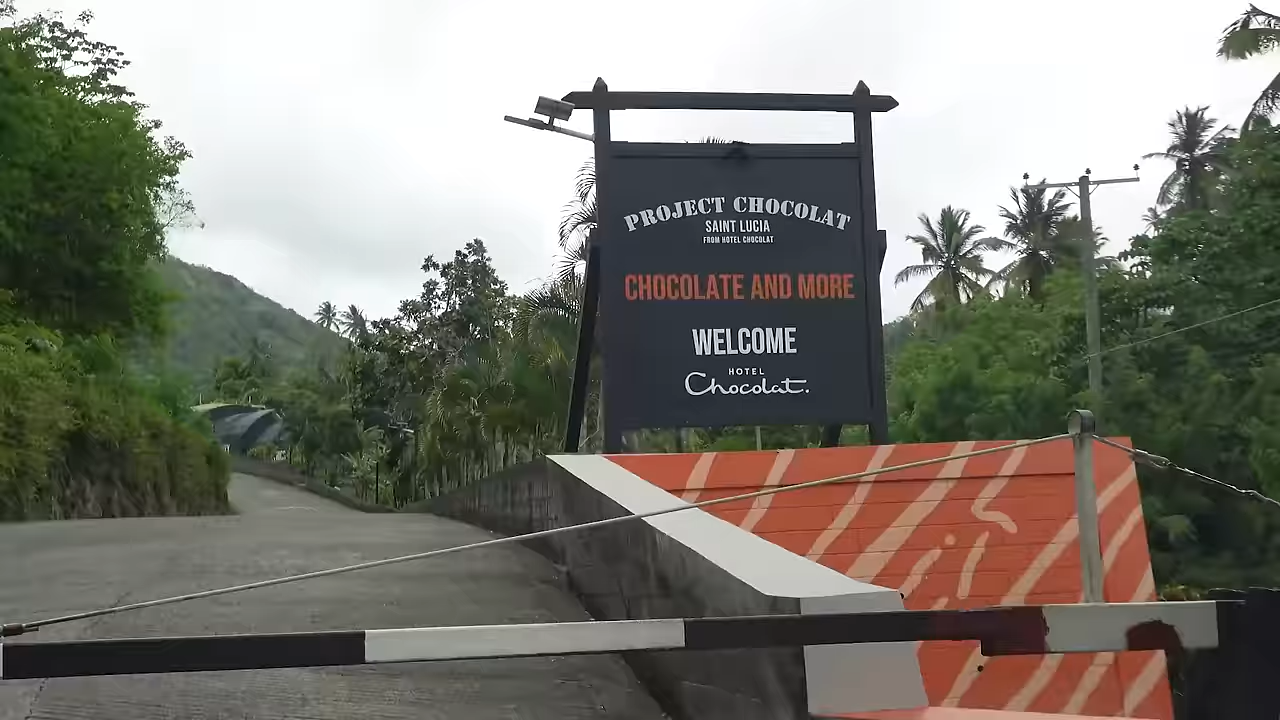 PROJECT CHOCOLAT
SAINT LUCIA
FROM HOTEL CHOCOLAT
CHOCOLATE AND MORE
WELCOME
HOTEL
Chocolat.